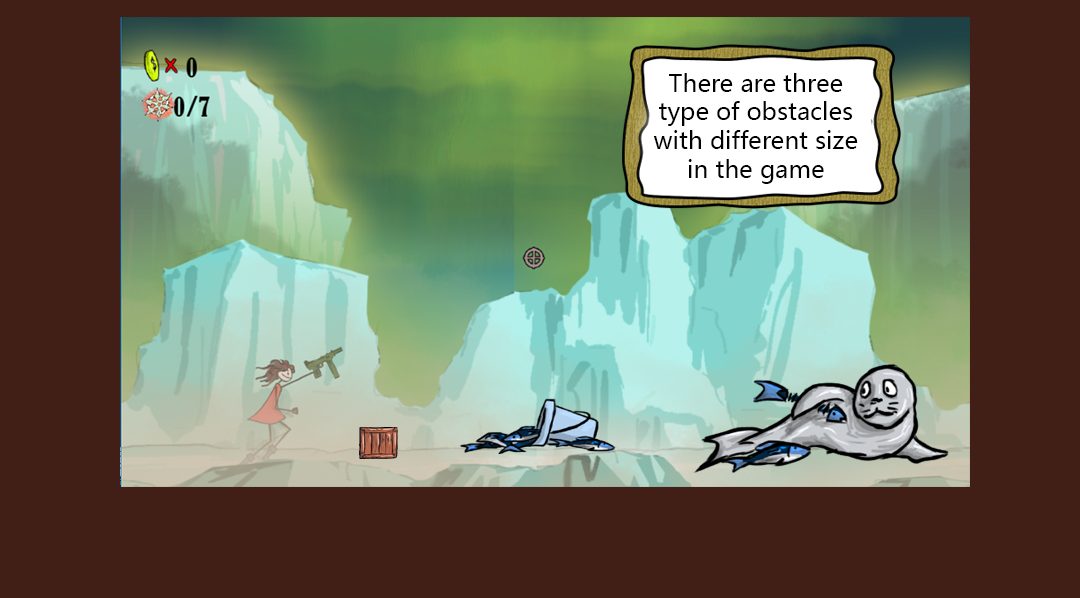 × 0
0/7
There are three
type of obstacles
with different size
in the game